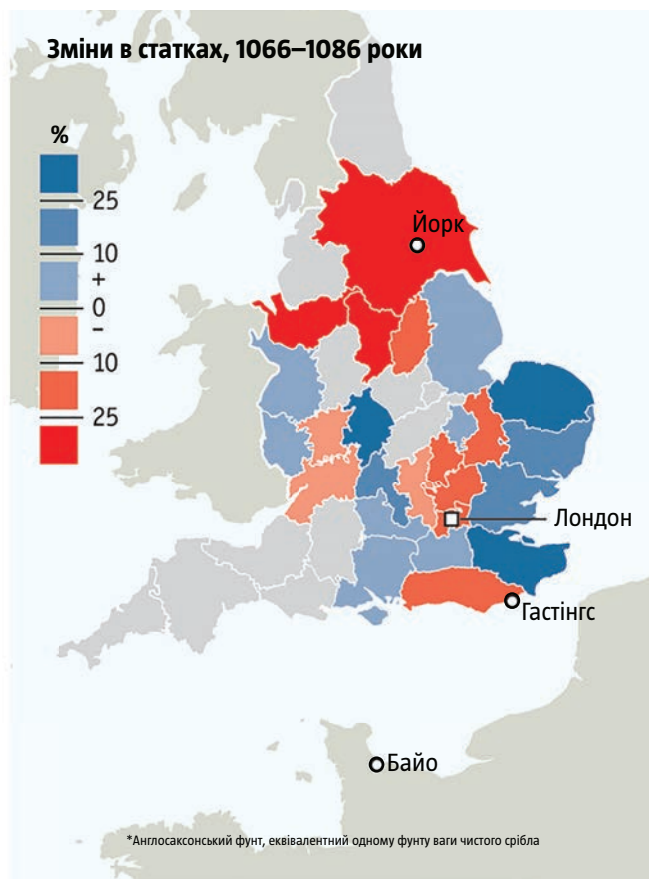 Зміни в статках, 1066–1086 роки
%
25
10
+
0
–
10
25
Йорк
Лондон
Гастінгс
Байо
*Англосаксонський фунт, еквівалентний одному фунту ваги чистого срібла